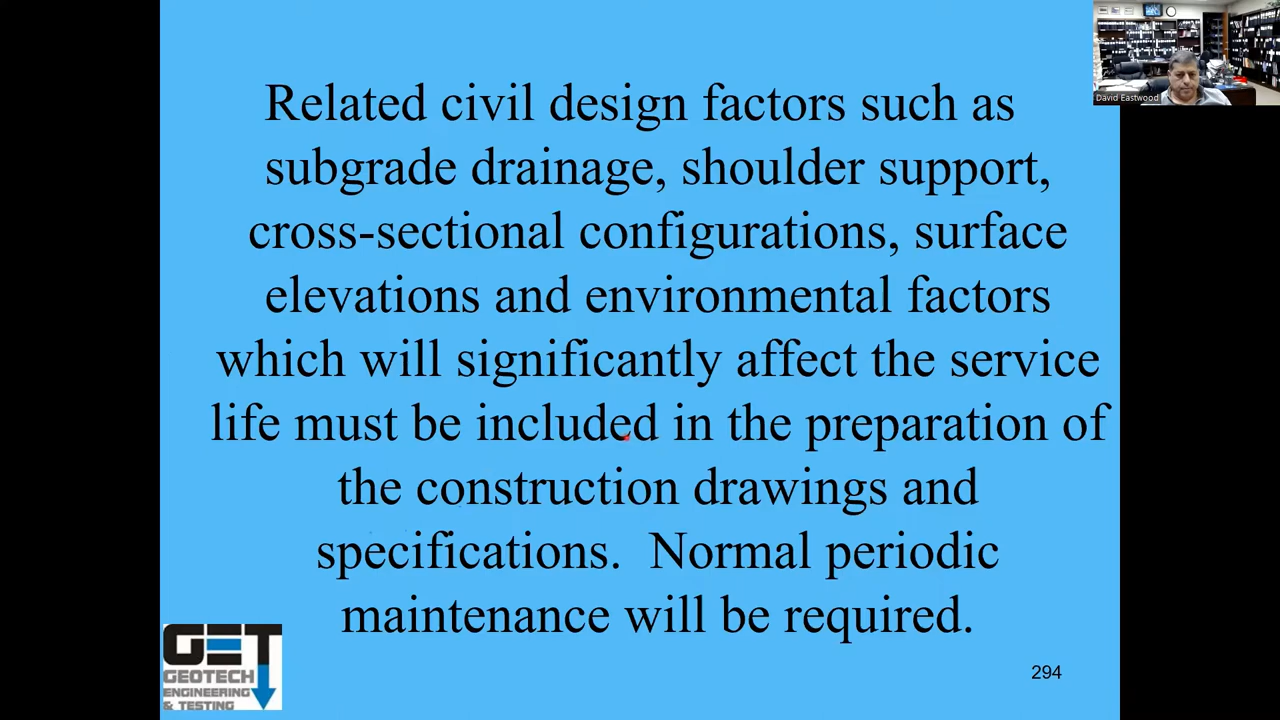 David Eastwood
Related civil design factors such as
subgrade drainage, shoulder support,
cross-sectional configurations, surface
elevations and environmental factors
which will significantly affect the service
life must be included in the preparation of
the construction drawings and
specifications.  Normal periodic
maintenance will be required.
GET
GEOTECH
ENGINEERING
& TESTING
294